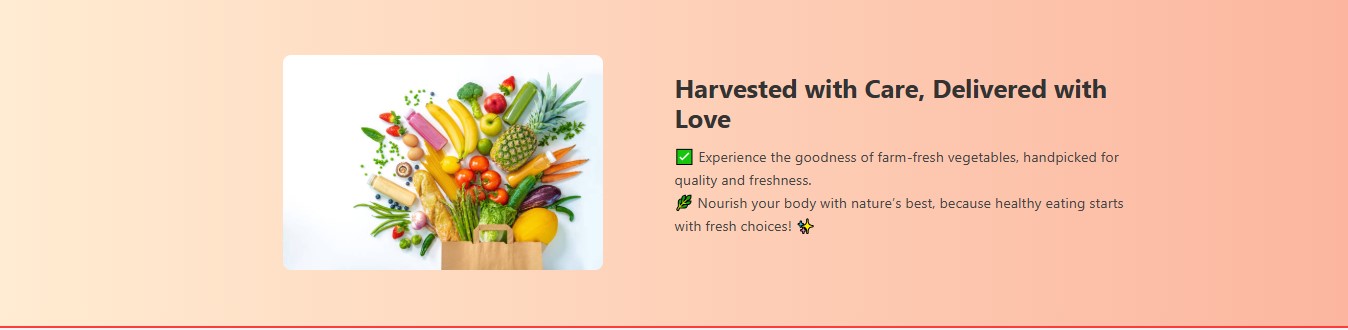 Harvested with Care, Delivered with
Love
✅ Experience the goodness of farm-fresh vegetables, handpicked for
quality and freshness.
🌿 Nourish your body with nature's best, because healthy eating starts
with fresh choices! ✨